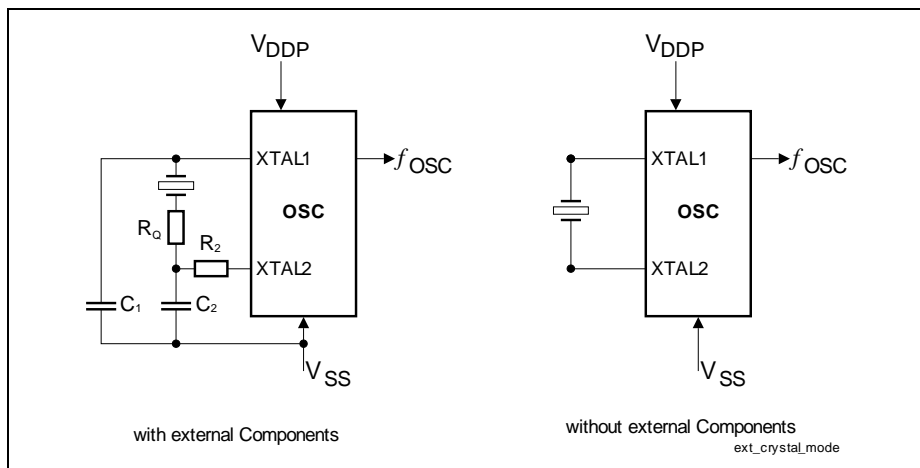 VDDP
XTAL1
fOSC
OSC
RQ
R2
XTAL2
C1
C2
VSS
with external Components
VDDP
XTAL1
fOSC
OSC
XTAL2
VSS
without external Components
ext_crystal_mode